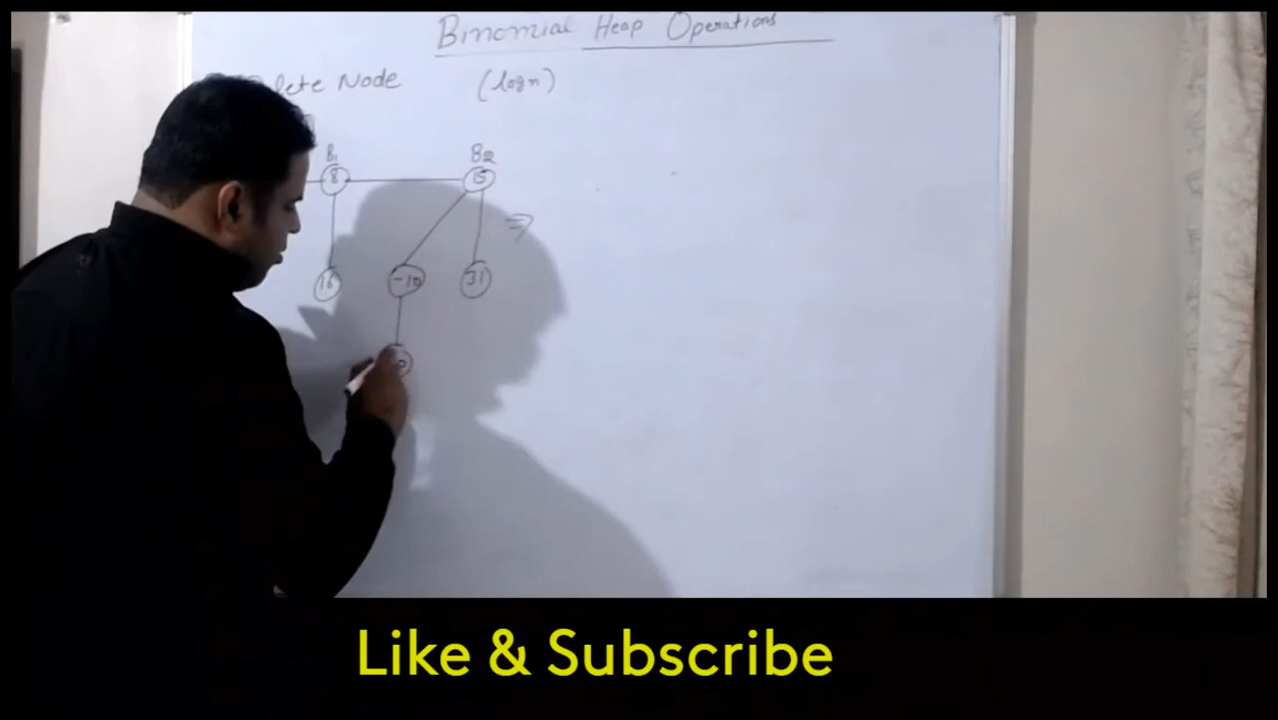 Binomial Heap Operations
lete Node (logn)
B1 B2
8 15
16 -10 31
Like & Subscribe